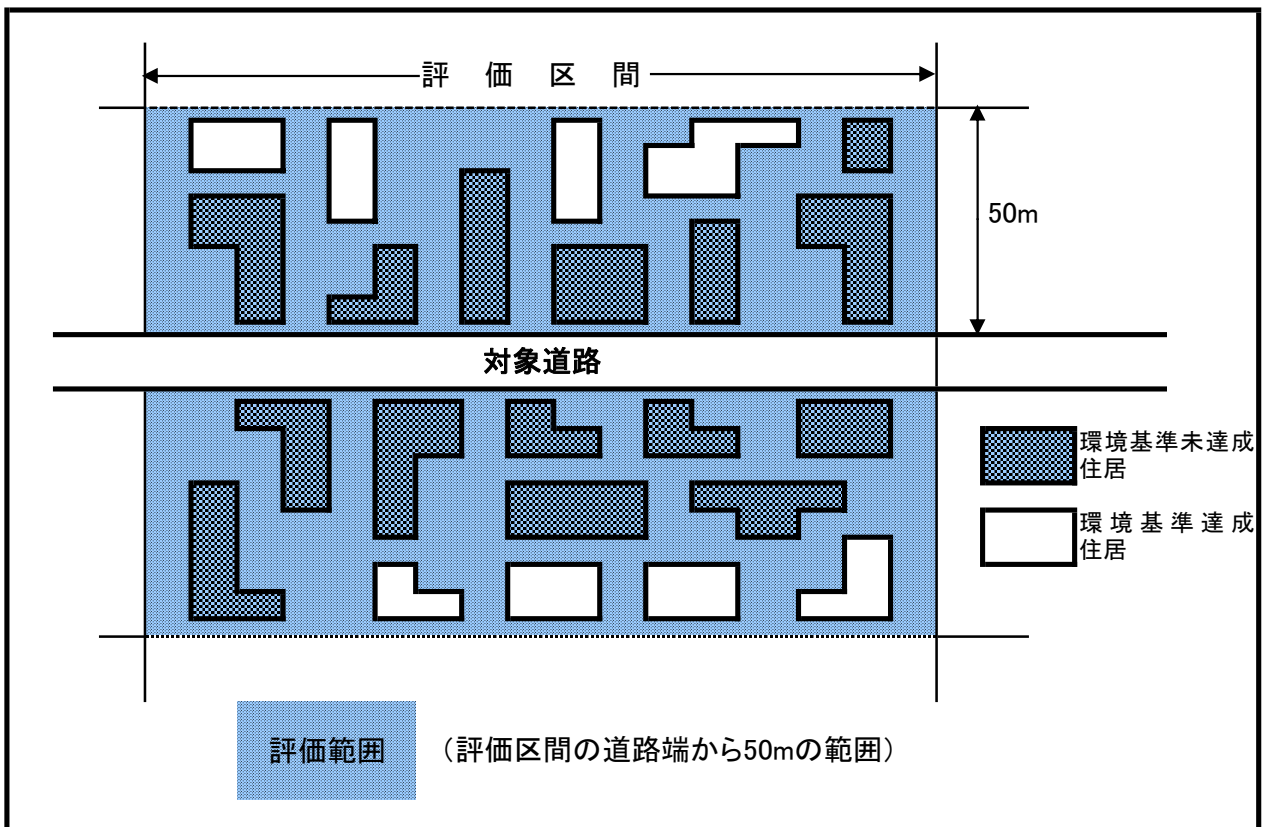 評価区間
50m
対象道路
環境基準未達成
住居
環境基準達成
住居
評価範囲
（評価区間の道路端から50mの範囲）